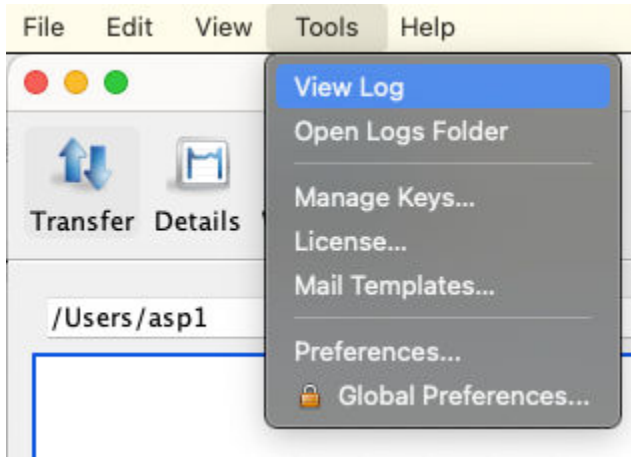 File Edit View Tools Help
View Log
Open Logs Folder
Manage Keys...
License...
Mail Templates...
Preferences...
Global Preferences...
Transfer Details
/Users/asp1